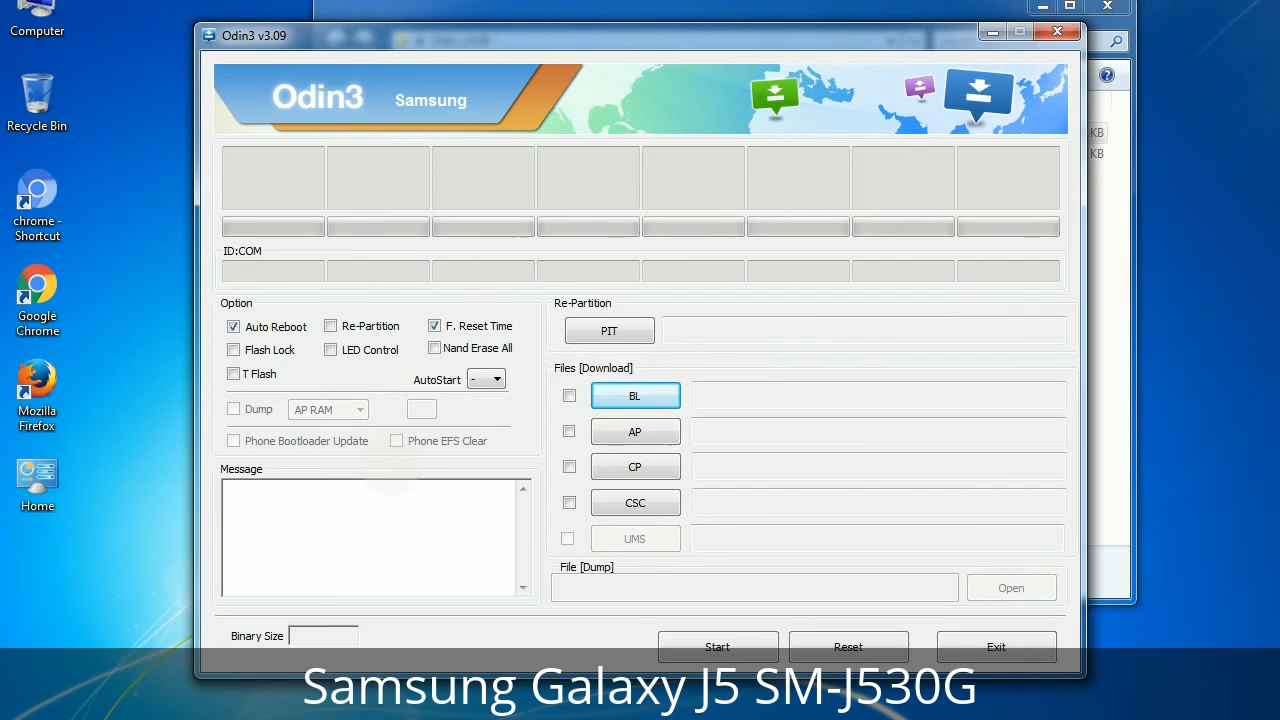 Computer
Recycle Bin
chrome -
Shortcut
Google
Chrome
Mozilla
Firefox
Home
Odin3 v3.09
KB
KB
Odin3 Samsung
ID:COM
Option
Auto Reboot Re-Partition F. Reset Time
Flash Lock LED Control Nand Erase All
T Flash
AutoStart -
Dump AP RAM
Phone Bootloader Update Phone EFS Clear
Message
Re-Partition
PIT
Files [Download]
BL
AP
CP
CSC
UMS
File [Dump]
Open
Binary Size
Start Reset Exit
Samsung Galaxy J5 SM-J530G